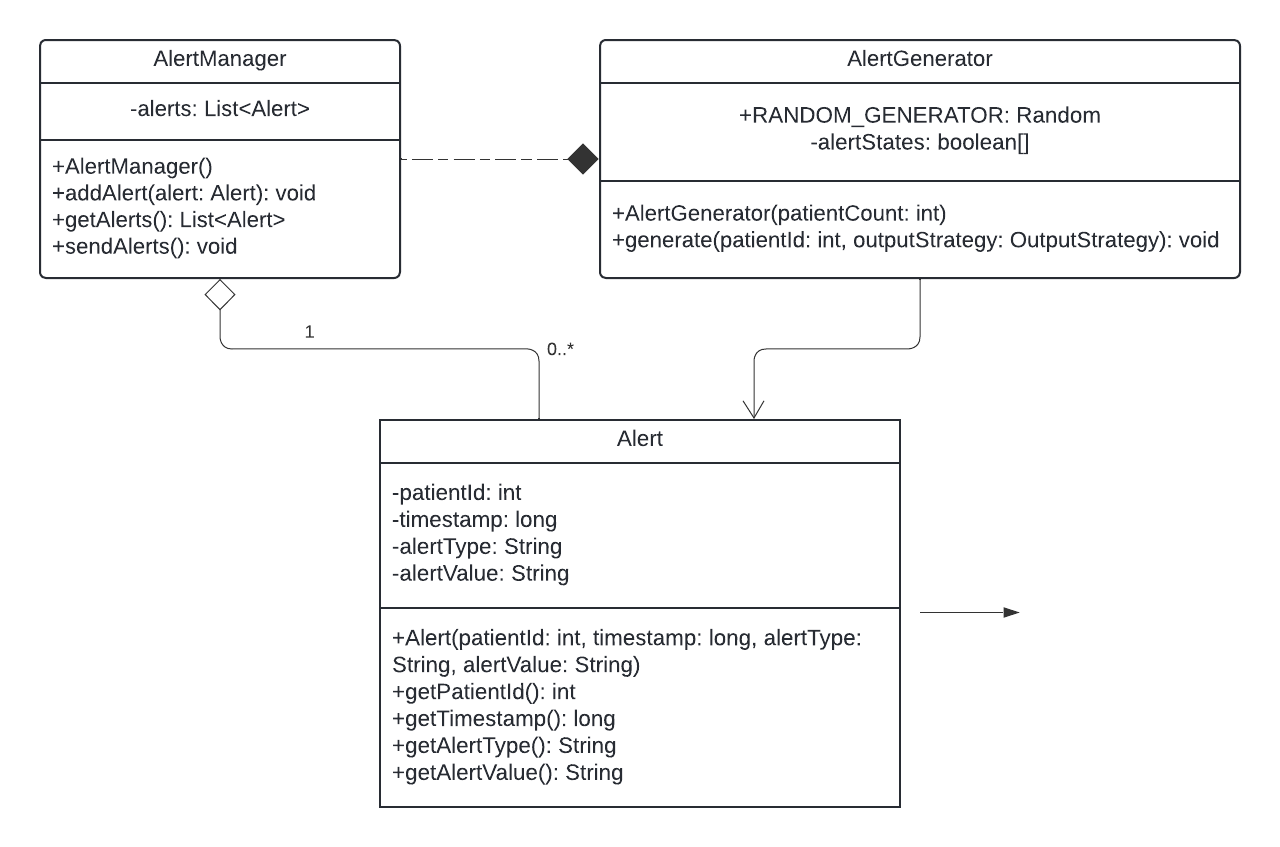 AlertManager
-alerts: List<Alert>
+AlertManager()
+addAlert(alert: Alert): void
+getAlerts(): List<Alert>
+sendAlerts(): void
AlertGenerator
+RANDOM_GENERATOR: Random
-alertStates: boolean[]
+AlertGenerator(patientCount: int)
+generate(patientId: int, outputStrategy: OutputStrategy): void
1
0..*
Alert
-patientId: int
-timestamp: long
-alertType: String
-alertValue: String
+Alert(patientId: int, timestamp: long, alertType:
String, alertValue: String)
+getPatientId(): int
+getTimestamp(): long
+getAlertType(): String
+getAlertValue(): String